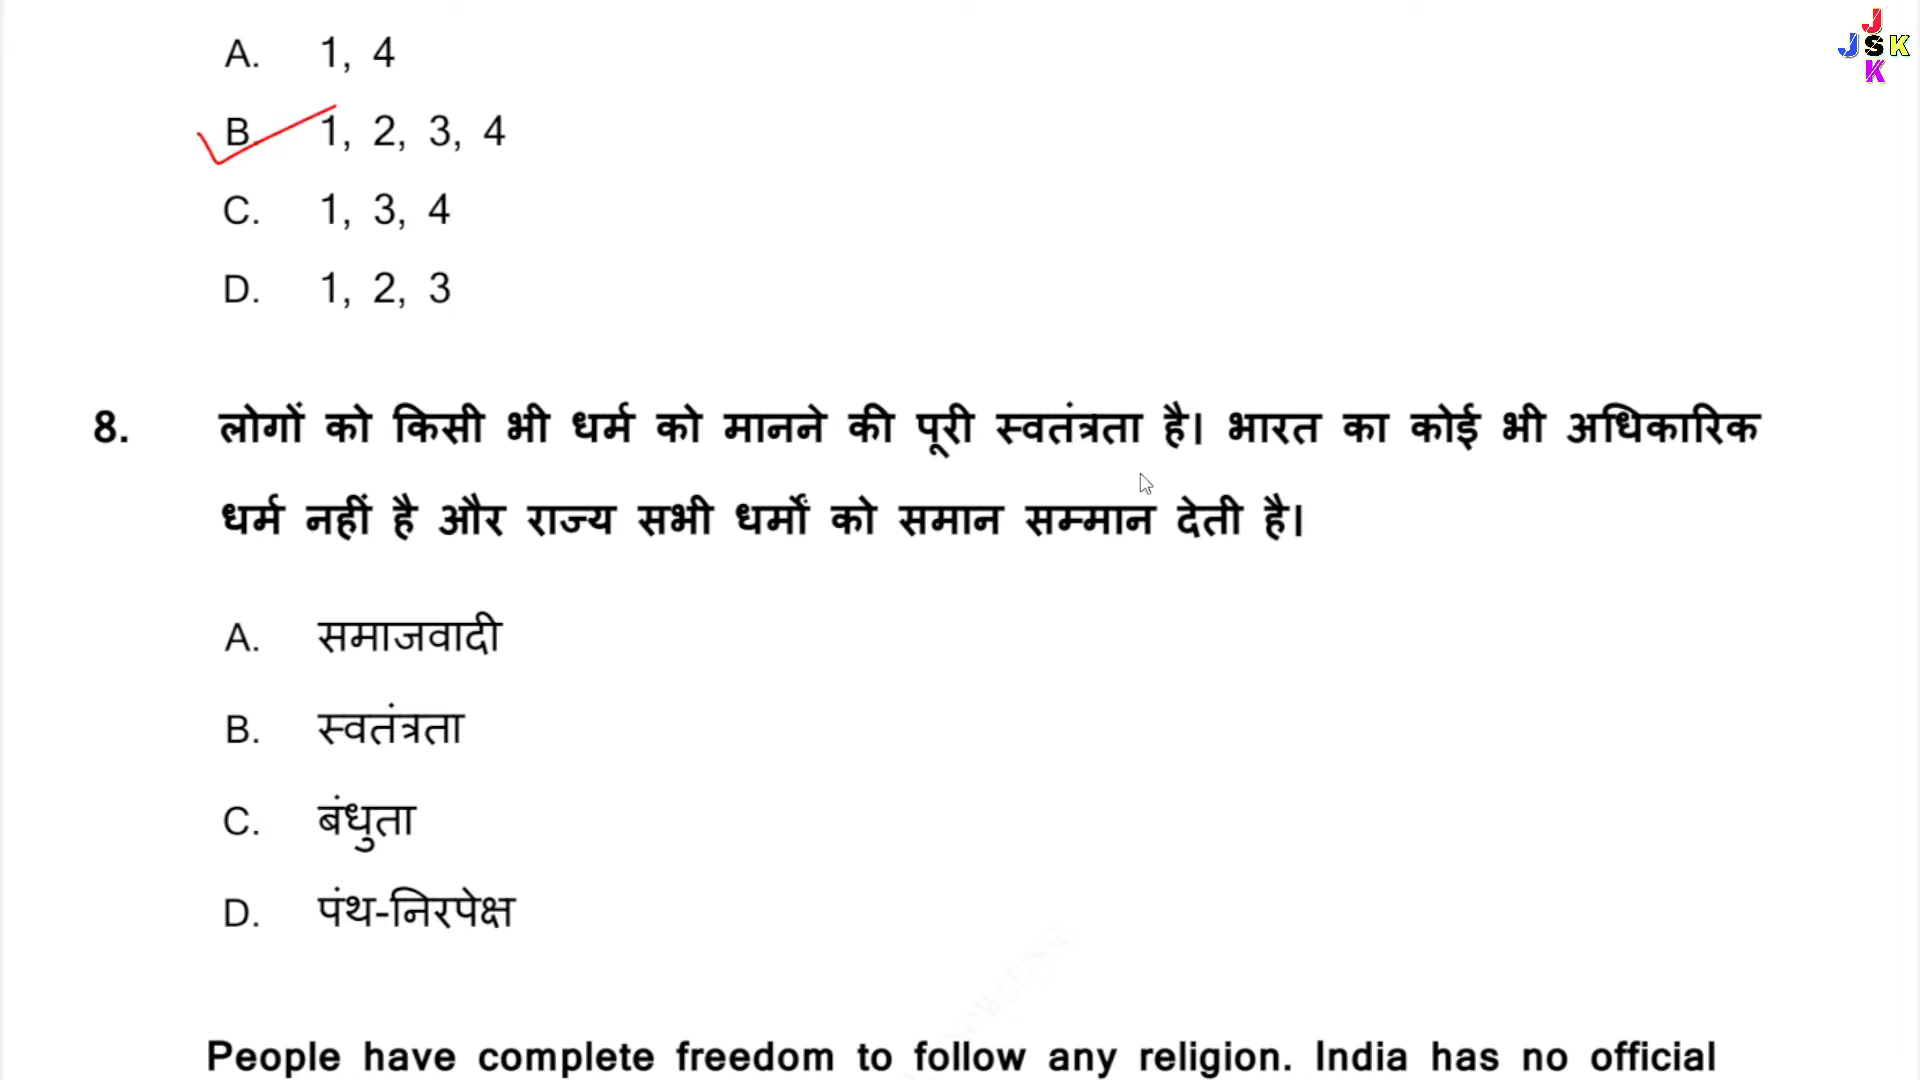 J
JSK
K
A. 1, 4
B. 1, 2, 3, 4
C. 1, 3, 4
D. 1, 2, 3
8. लोगों को किसी भी धर्म को मानने की पूरी स्वतंत्रता है। भारत का कोई भी अधिकारिक
धर्म नहीं है और राज्य सभी धर्मों को समान सम्मान देती है।
A. समाजवादी
B. स्वतंत्रता
C. बंधुता
D. पंथ-निरपेक्ष
People have complete freedom to follow any religion. India has no official